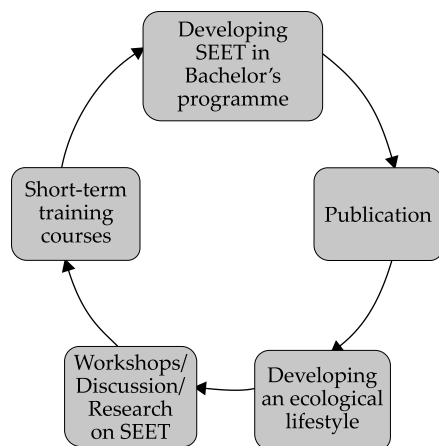 Developing
SEET in
Bachelor's
programme
Publication
Developing
an ecological
lifestyle
Workshops/
Discussion/
Research
on SEET
Short-term
training
courses